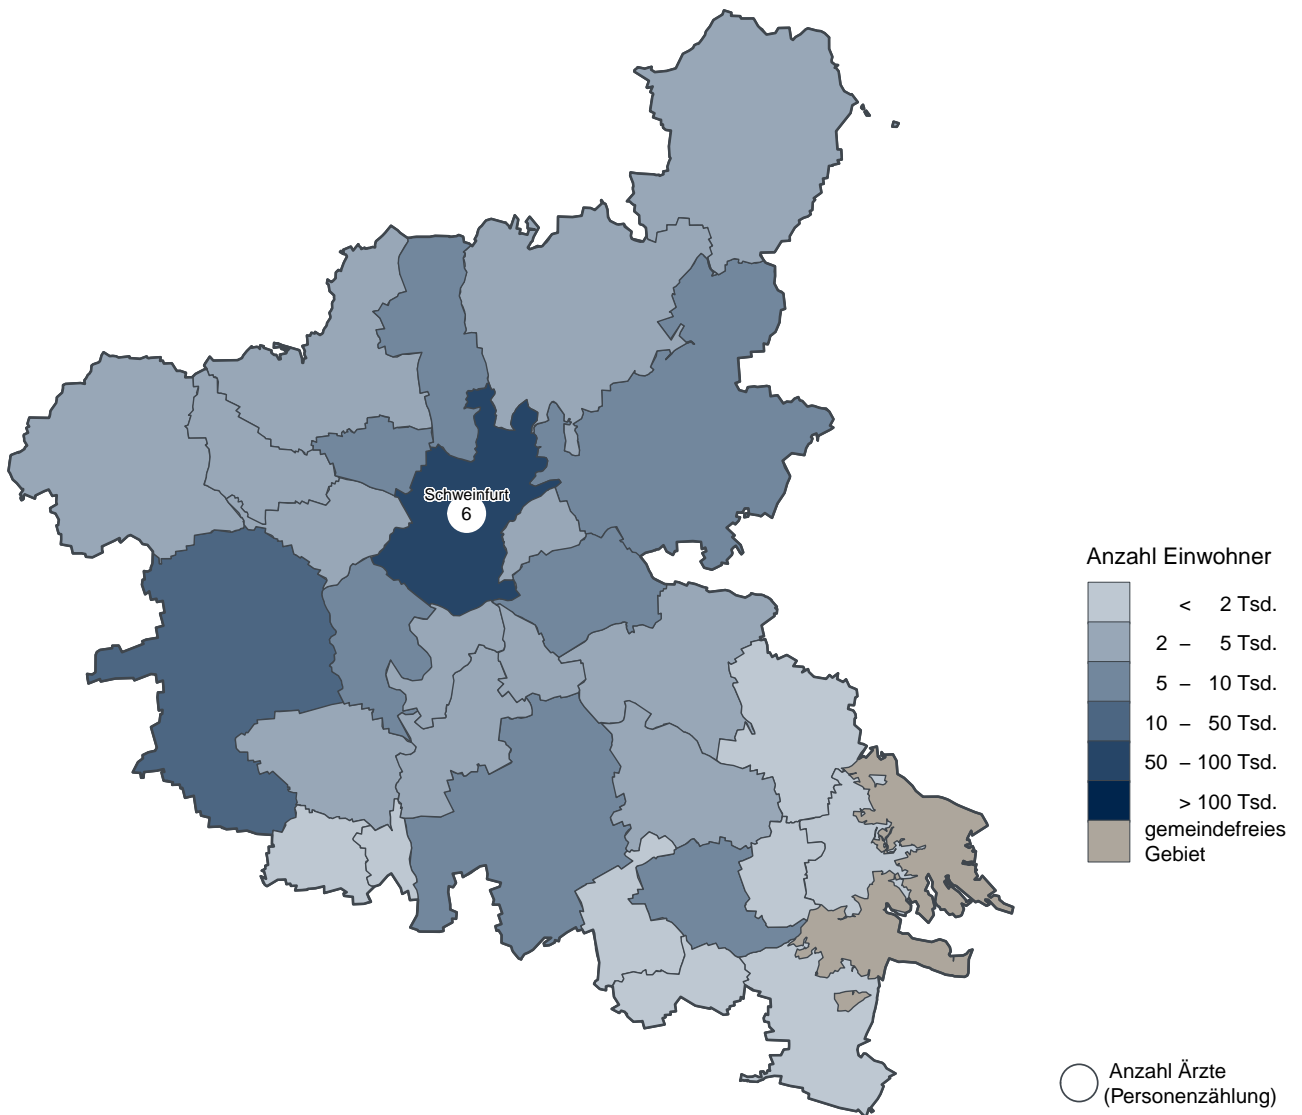 Schweinfurt
6
Anzahl Einwohner
< 2 Tsd.
2 – 5 Tsd.
5 – 10 Tsd.
10 – 50 Tsd.
50 – 100 Tsd.
> 100 Tsd.
gemeindefreies
Gebiet
Anzahl Ärzte
(Personenzählung)